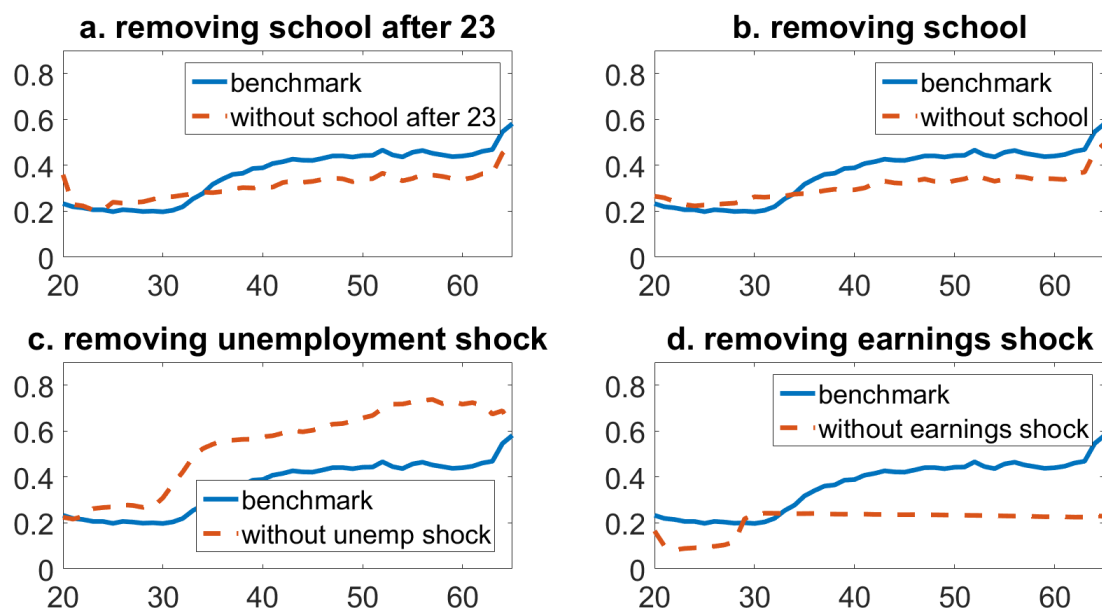 a. removing school after 23
benchmark
without school after 23
0.8
0.6
0.4
0.2
0
20 30 40 50 60
b. removing school
benchmark
without school
0.8
0.6
0.4
0.2
0
20 30 40 50 60
c. removing unemployment shock
benchmark
without unemp shock
0.8
0.6
0.4
0.2
0
20 30 40 50 60
d. removing earnings shock
benchmark
without earnings shock
0.8
0.6
0.4
0.2
0
20 30 40 50 60